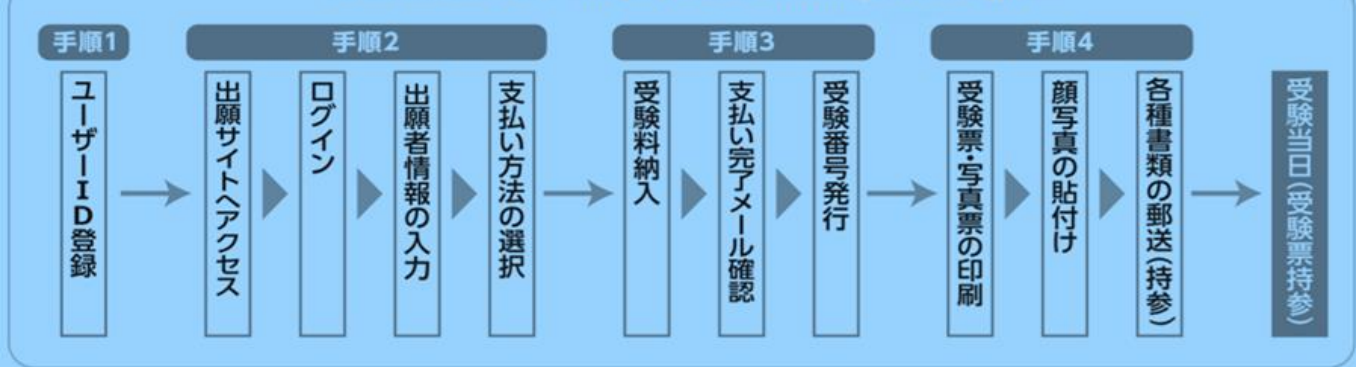 手順1
ユーザーID登録
手順2
出願サイトへアクセス
ログイン
出願者情報の入力
支払い方法の選択
手順3
受験料納入
支払い完了メール確認
受験番号発行
手順4
受験票・写真票の印刷
顔写真の貼付け
各種書類の郵送(持参)
受験当日(受験票持参)